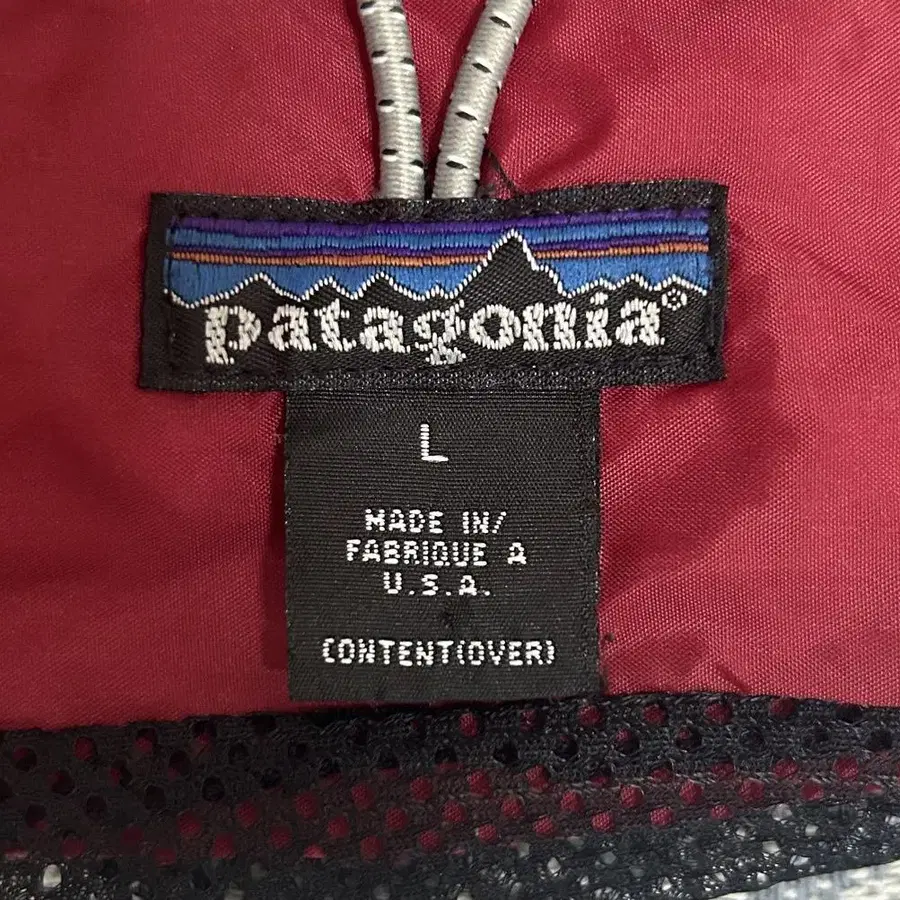 patagonia®
L
MADE IN/
FABRIQUE A
U.S.A.
CONTENT(OVER)